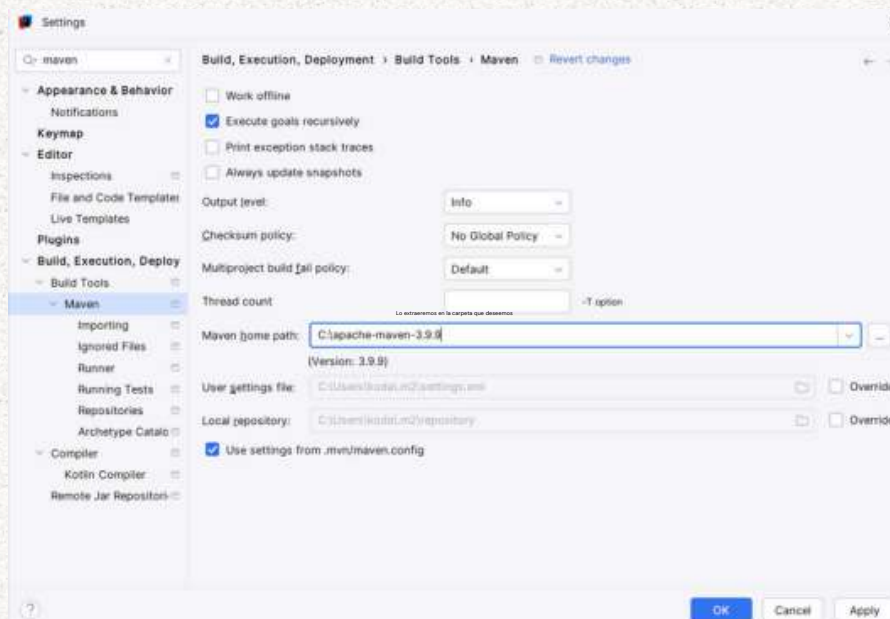 Settings
maven
Build, Execution, Deployment › Build Tools › Maven Revert changes
Appearance & Behavior
Notifications
Keymap
Editor
Inspections
File and Code Templates
Live Templates
Plugins
Build, Execution, Deploy
Build Tools
Maven
Importing
Ignored Files
Runner
Running Tests
Repositories
Archetype Catalo
Compiler
Kotlin Compiler
Remote Jar Repositori
Work offline
Execute goals recursively
Print exception stack traces
Always update snapshots
Output level: Info
Checksum policy: No Global Policy
Multiproject build fail policy: Default
Thread count -T option
Lo extraeremos en la carpeta que deseemos
Maven home path: C:\apache-maven-3.9.9
(Version: 3.9.9)
User settings file: Override
Local repository: Override
Use settings from .mvn/maven.config
? OK Cancel Apply